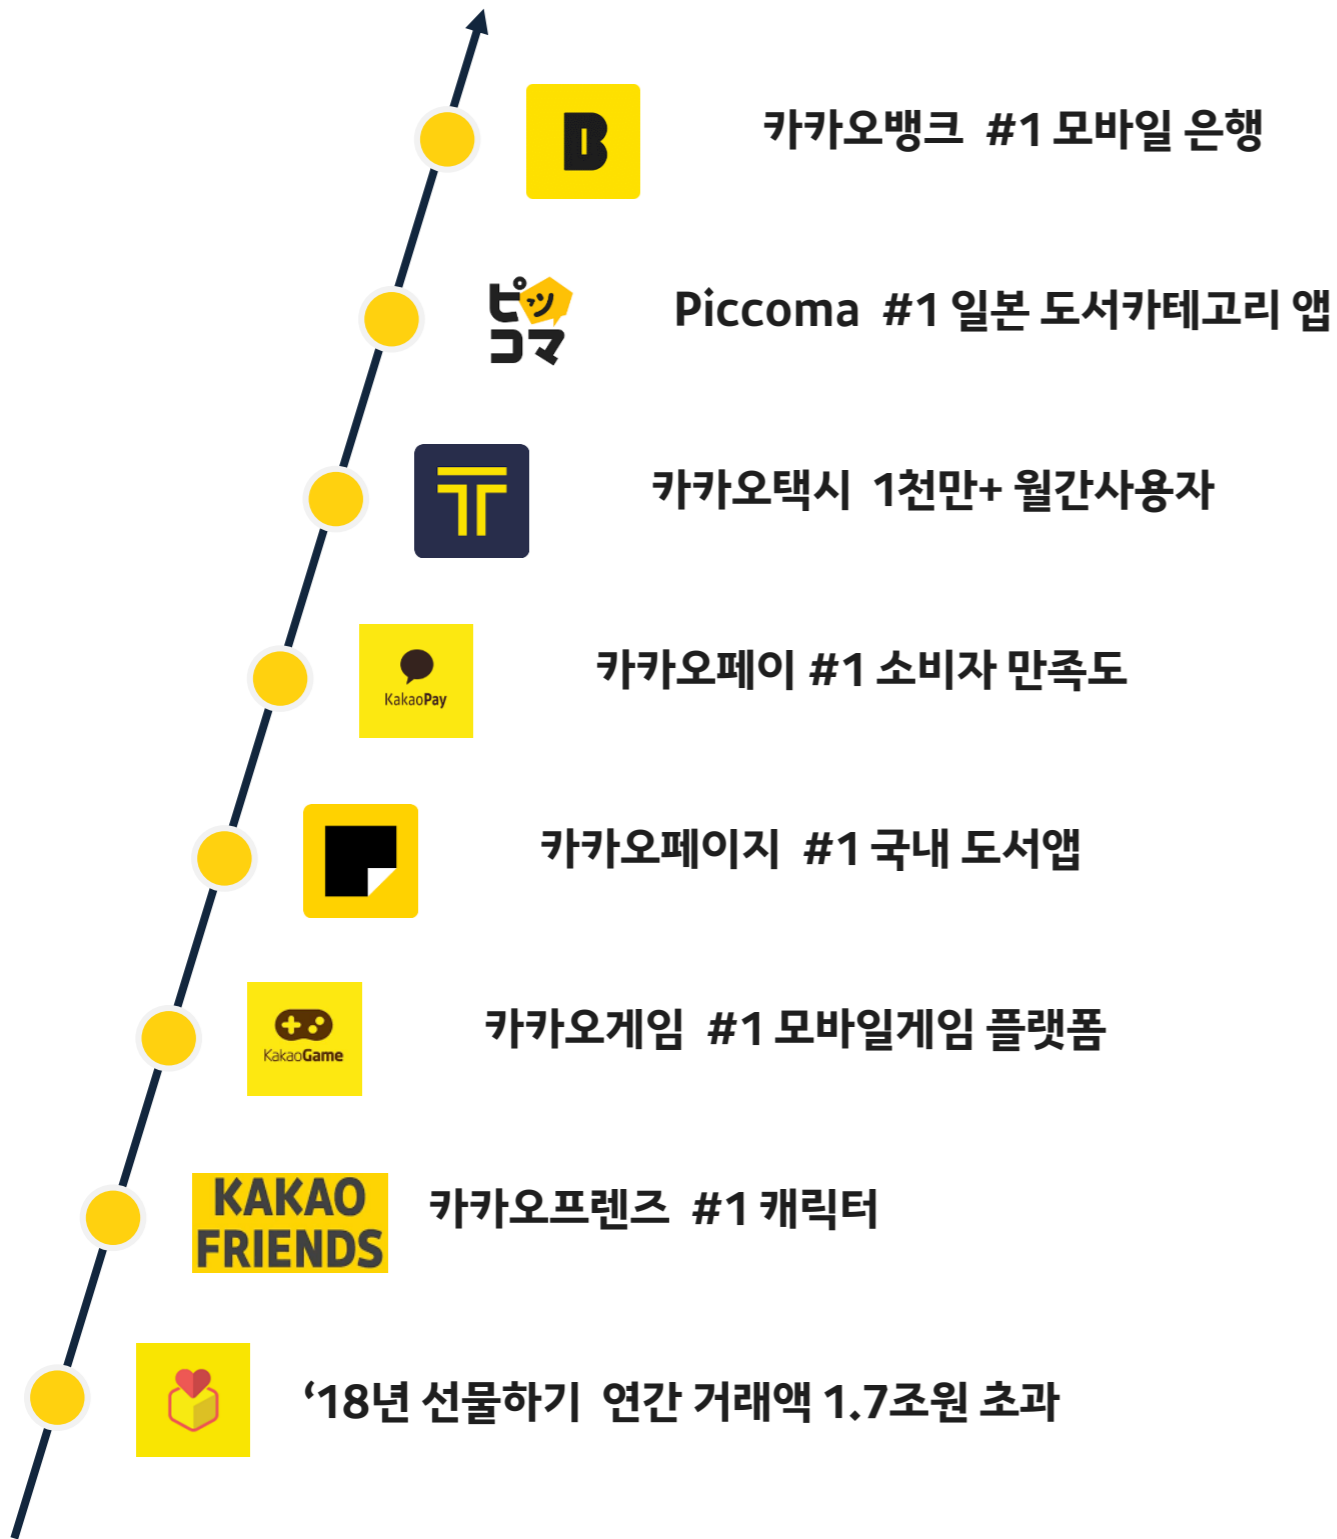 카카오뱅크 #1 모바일 은행
ピッコマ
Piccoma #1 일본 도서카테고리 앱
카카오택시 1천만+ 월간사용자
KakaoPay
카카오페이 #1 소비자 만족도
카카오페이지 #1 국내 도서앱
KakaoGame
카카오게임 #1 모바일게임 플랫폼
KAKAO
FRIENDS
카카오프렌즈 #1 캐릭터
‘18년 선물하기 연간 거래액 1.7조원 초과